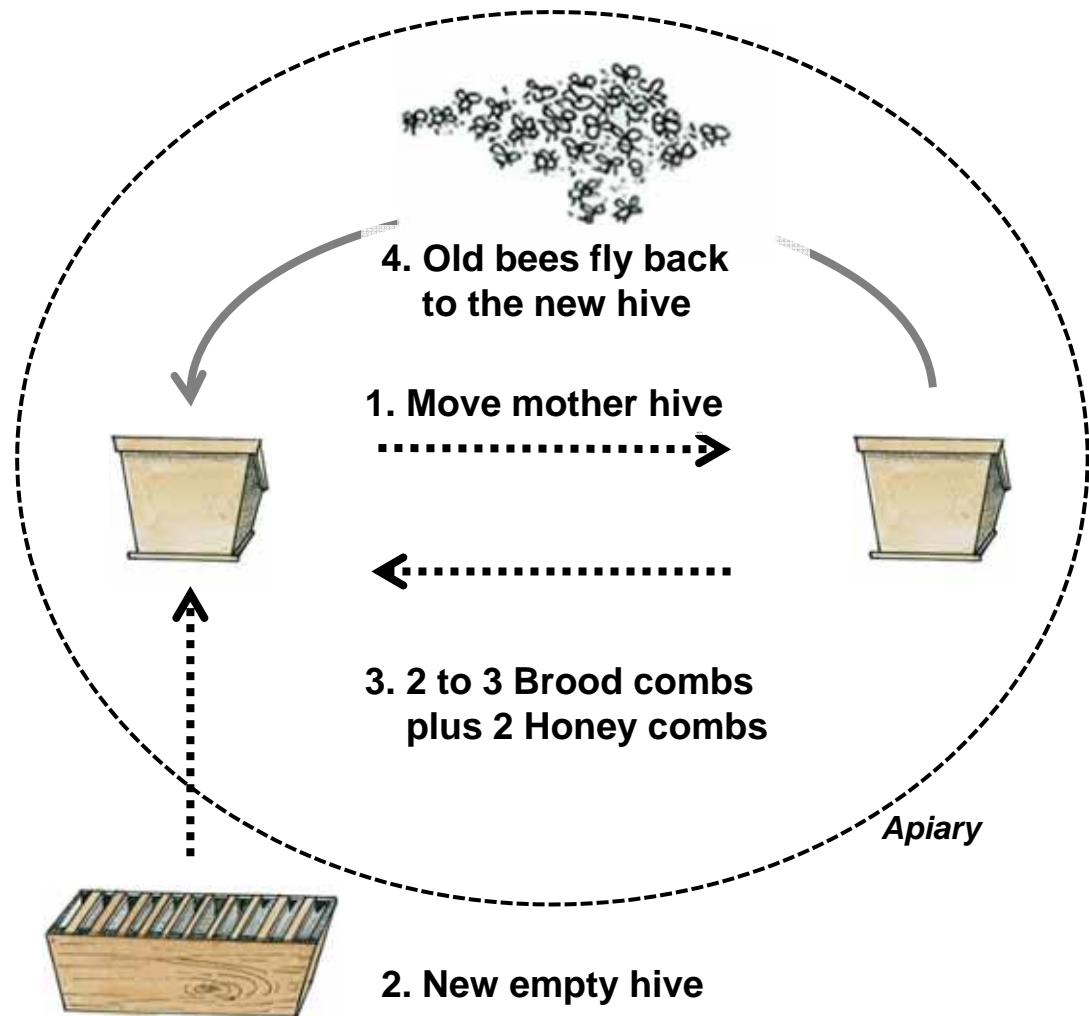 4. Old bees fly back
to the new hive
1. Move mother hive
3. 2 to 3 Brood combs
plus 2 Honey combs
Apiary
2. New empty hive